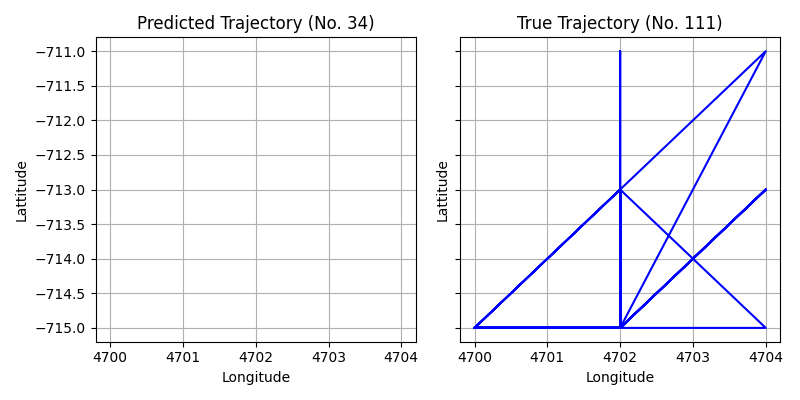 Predicted Trajectory (No. 34)
−711.0
−711.5
−712.0
−712.5
−713.0
−713.5
−714.0
−714.5
−715.0
Lattitude
4700 4701 4702 4703 4704
Longitude
True Trajectory (No. 111)
Lattitude
4700 4701 4702 4703 4704
Longitude